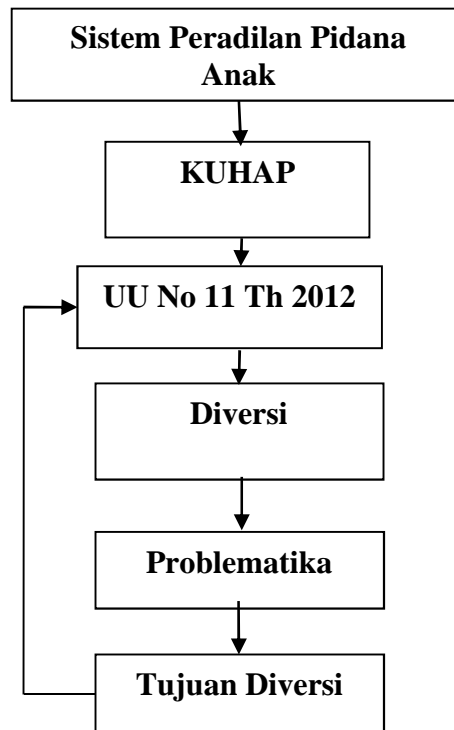 Sistem Peradilan Pidana
Anak
KUHAP
UU No 11 Th 2012
Diversi
Problematika
Tujuan Diversi